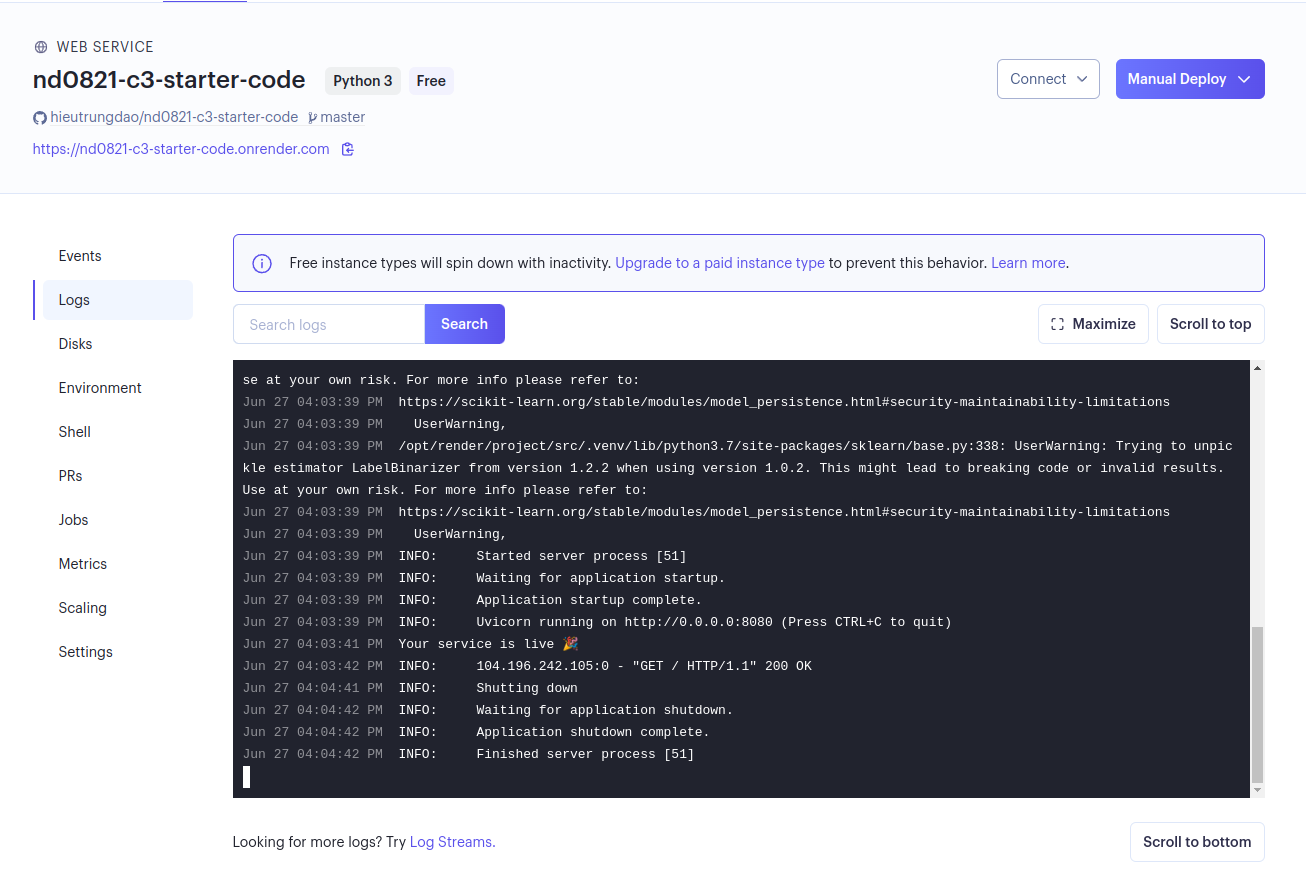 WEB SERVICE
nd0821-c3-starter-code Python 3 Free
Connect Manual Deploy
hieutrungdao/nd0821-c3-starter-code master
https://nd0821-c3-starter-code.onrender.com
Events
Logs
Disks
Environment
Shell
PRs
Jobs
Metrics
Scaling
Settings
Free instance types will spin down with inactivity. Upgrade to a paid instance type to prevent this behavior. Learn more.
Search logs Search Maximize Scroll to top
se at your own risk. For more info please refer to:
Jun 27 04:03:39 PM https://scikit-learn.org/stable/modules/model_persistence.html#security-maintainability-limitations
Jun 27 04:03:39 PM UserWarning,
Jun 27 04:03:39 PM /opt/render/project/src/.venv/lib/python3.7/site-packages/sklearn/base.py:338: UserWarning: Trying to unpic
kle estimator LabelBinarizer from version 1.2.2 when using version 1.0.2. This might lead to breaking code or invalid results.
Use at your own risk. For more info please refer to:
Jun 27 04:03:39 PM https://scikit-learn.org/stable/modules/model_persistence.html#security-maintainability-limitations
Jun 27 04:03:39 PM UserWarning,
Jun 27 04:03:39 PM INFO: Started server process [51]
Jun 27 04:03:39 PM INFO: Waiting for application startup.
Jun 27 04:03:39 PM INFO: Application startup complete.
Jun 27 04:03:39 PM INFO: Uvicorn running on http://0.0.0.0:8080 (Press CTRL+C to quit)
Jun 27 04:03:41 PM Your service is live 🎉
Jun 27 04:03:42 PM INFO: 104.196.242.105:0 - "GET / HTTP/1.1" 200 OK
Jun 27 04:04:41 PM INFO: Shutting down
Jun 27 04:04:42 PM INFO: Waiting for application shutdown.
Jun 27 04:04:42 PM INFO: Application shutdown complete.
Jun 27 04:04:42 PM INFO: Finished server process [51]
Looking for more logs? Try Log Streams.
Scroll to bottom